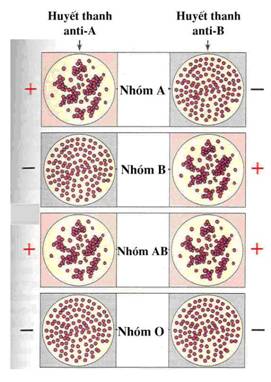 Huyết thanh Huyết thanh
anti-A anti-B
+ Nhóm A −
− Nhóm B +
+ Nhóm AB +
− Nhóm O −